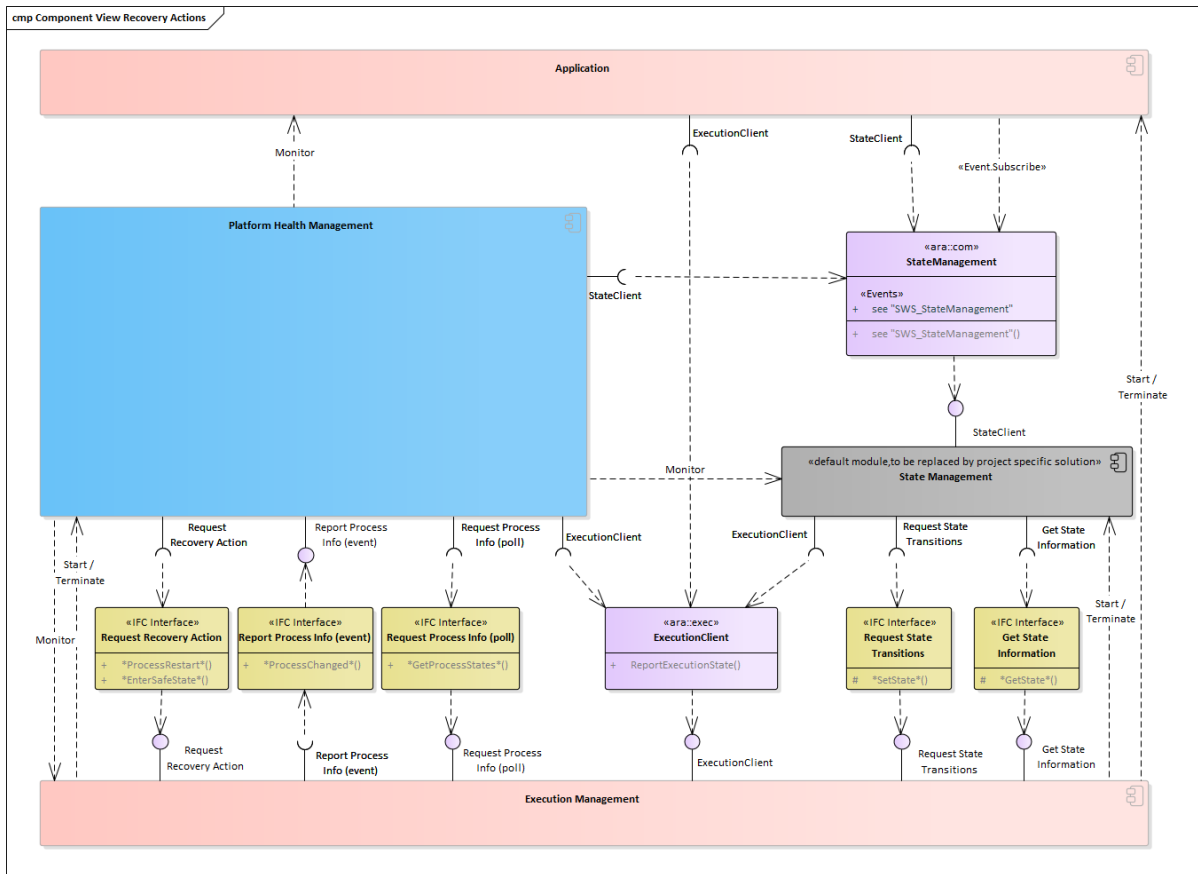 cmp Component View Recovery Actions
Application
Monitor
ExecutionClient
StateClient
«Event.Subscribe»
Platform Health Management
StateClient
«ara::com»
StateManagement
«Events»
+ see "SWS_StateManagement"
+ see "SWS_StateManagement"()
Start /
Terminate
StateClient
Monitor
«default module,to be replaced by project specific solution»
State Management
Request
Recovery Action
Report Process
Info (event)
Request Process
Info (poll)
ExecutionClient
ExecutionClient
Request State
Transitions
Get State
Information
Start /
Terminate
Monitor
«IFC Interface»
Request Recovery Action
+ *ProcessRestart*()
+ *EnterSafeState*()
«IFC Interface»
Report Process Info (event)
+ *ProcessChanged*()
«IFC Interface»
Request Process Info (poll)
+ *GetProcessStates*()
«ara::exec»
ExecutionClient
+ ReportExecutionState()
«IFC Interface»
Request State
Transitions
# *SetState*()
«IFC Interface»
Get State
Information
# *GetState*()
Start /
Terminate
Request
Recovery Action
Report Process
Info (event)
Request Process
Info (poll)
ExecutionClient
Request State
Transitions
Get State
Information
Execution Management